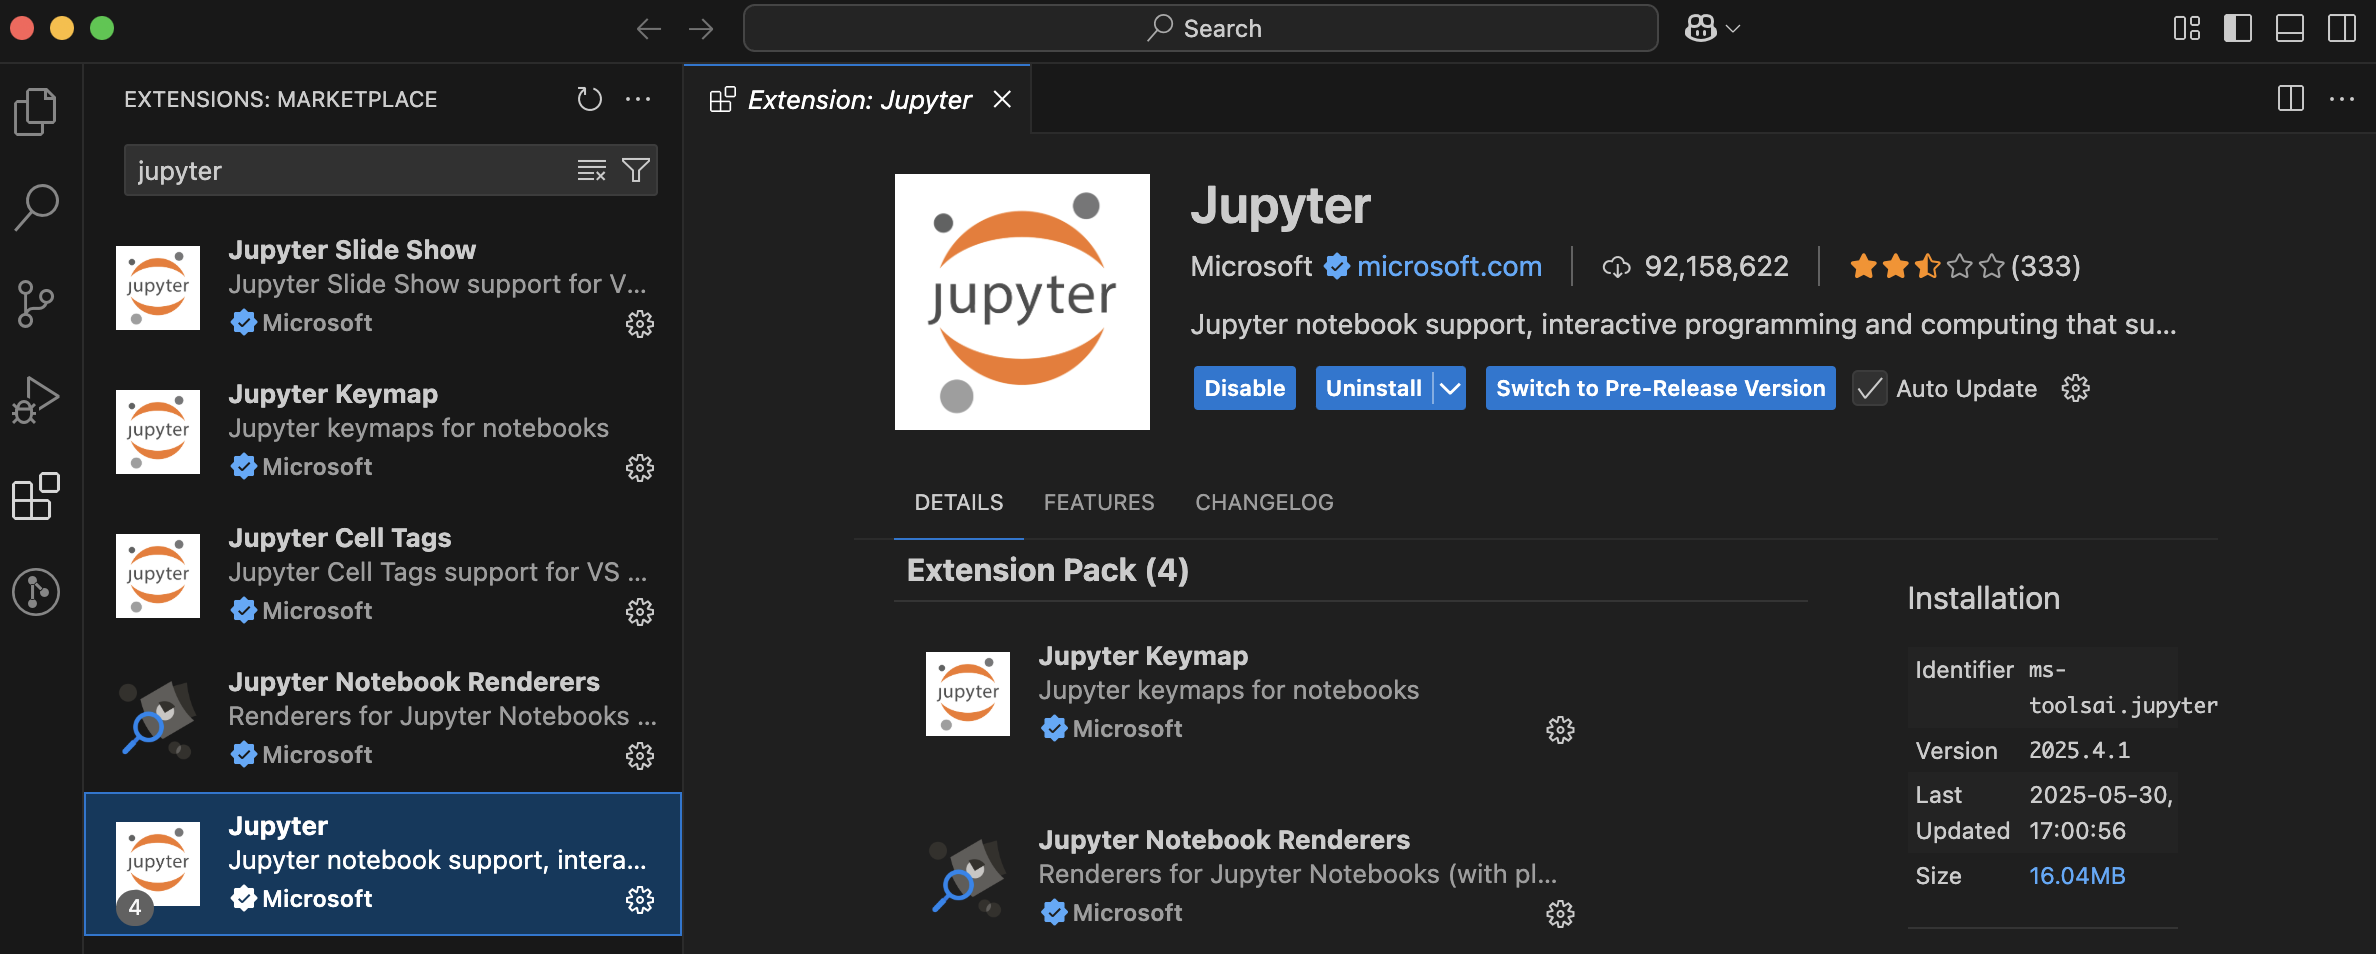 Search
EXTENSIONS: MARKETPLACE
jupyter
jupyter
Jupyter Slide Show
Jupyter Slide Show support for V...
Microsoft
jupyter
Jupyter Keymap
Jupyter keymaps for notebooks
Microsoft
jupyter
Jupyter Cell Tags
Jupyter Cell Tags support for VS ...
Microsoft
Jupyter Notebook Renderers
Renderers for Jupyter Notebooks ...
Microsoft
jupyter
4
Jupyter
Jupyter notebook support, intera...
Microsoft
Extension: Jupyter
jupyter
Jupyter
Microsoft microsoft.com 92,158,622 (333)
Jupyter notebook support, interactive programming and computing that su...
Disable Uninstall Switch to Pre-Release Version Auto Update
DETAILS FEATURES CHANGELOG
Extension Pack (4)
jupyter
Jupyter Keymap
Jupyter keymaps for notebooks
Microsoft
Jupyter Notebook Renderers
Renderers for Jupyter Notebooks (with pl...
Microsoft
Installation
Identifier ms-
toolsai.jupyter
Version 2025.4.1
Last 2025-05-30,
Updated 17:00:56
Size 16.04MB